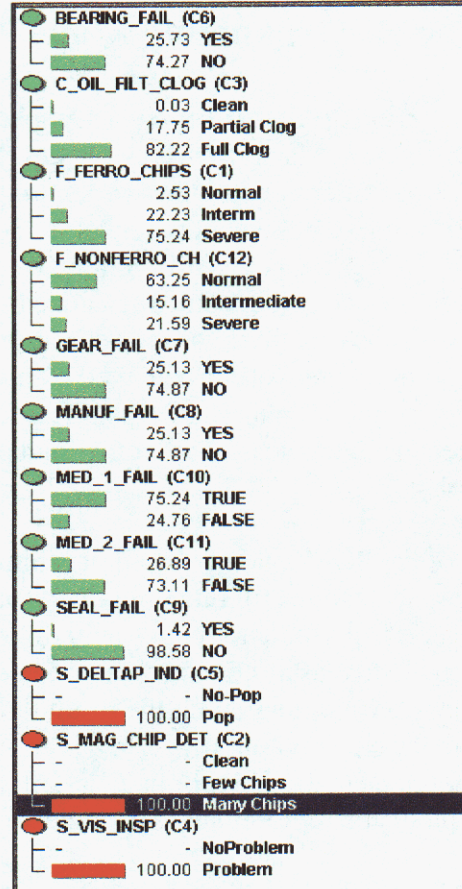 BEARING_FAIL (C6)
25.73 YES
74.27 NO
C_OIL_FILT_CLOG (C3)
0.03 Clean
17.75 Partial Clog
82.22 Full Clog
F_FERRO_CHIPS (C1)
2.53 Normal
22.23 Interm
75.24 Severe
F_NONFERRO_CH (C12)
63.25 Normal
15.16 Intermediate
21.59 Severe
GEAR_FAIL (C7)
25.13 YES
74.87 NO
MANUF_FAIL (C8)
25.13 YES
74.87 NO
MED_1_FAIL (C10)
75.24 TRUE
24.76 FALSE
MED_2_FAIL (C11)
26.89 TRUE
73.11 FALSE
SEAL_FAIL (C9)
1.42 YES
98.58 NO
S_DELTAP_IND (C5)
- - No-Pop
100.00 Pop
S_MAG_CHIP_DET (C2)
- - Clean
- - Few Chips
100.00 Many Chips
S_VIS_INSP (C4)
- - NoProblem
100.00 Problem